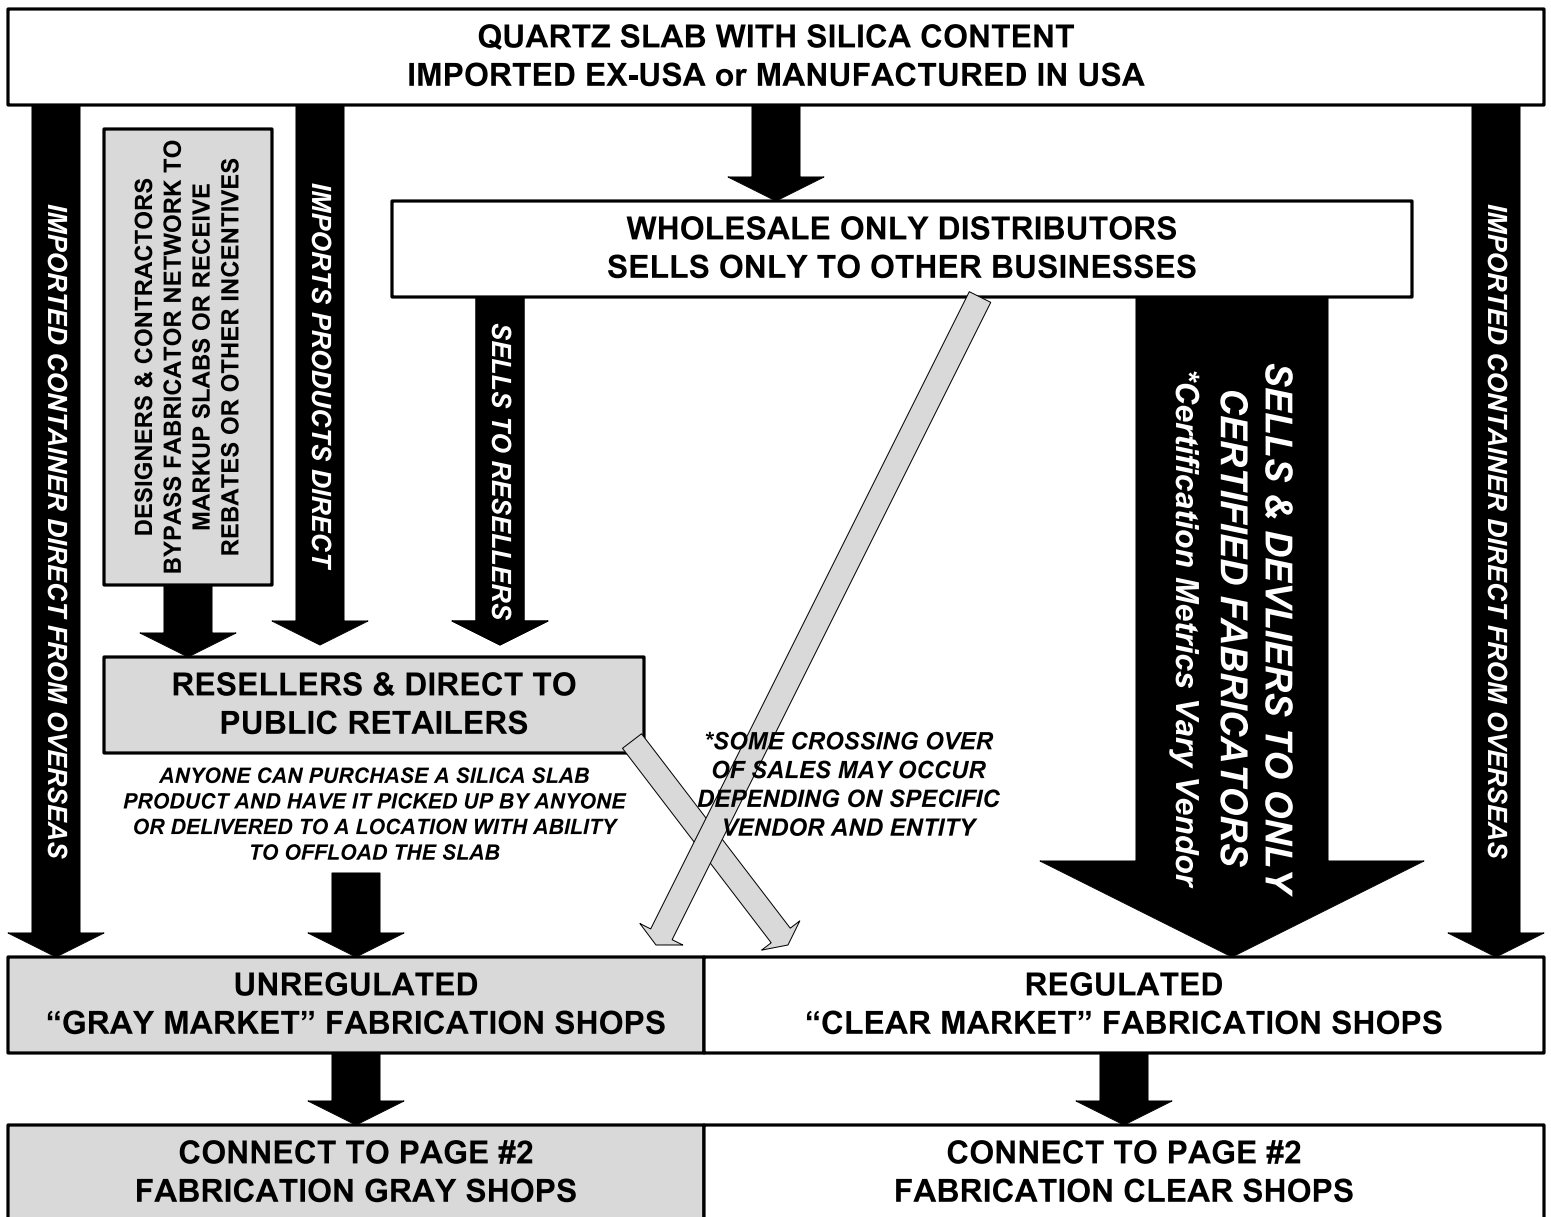 QUARTZ SLAB WITH SILICA CONTENT
IMPORTED EX-USA or MANUFACTURED IN USA
IMPORTED CONTAINER DIRECT FROM OVERSEAS
DESIGNERS & CONTRACTORS
BYPASS FABRICATOR NETWORK TO
MARKUP SLABS OR RECEIVE
REBATES OR OTHER INCENTIVES
IMPORTS PRODUCTS DIRECT
WHOLESALE ONLY DISTRIBUTORS
SELLS ONLY TO OTHER BUSINESSES
SELLS TO RESELLERS
SELLS & DEVLIERS TO ONLY
CERTIFIED FABRICATORS
*Certification Metrics Vary Vendor
IMPORTED CONTAINER DIRECT FROM OVERSEAS
RESELLERS & DIRECT TO
PUBLIC RETAILERS
ANYONE CAN PURCHASE A SILICA SLAB
PRODUCT AND HAVE IT PICKED UP BY ANYONE
OR DELIVERED TO A LOCATION WITH ABILITY
TO OFFLOAD THE SLAB
*SOME CROSSING OVER
OF SALES MAY OCCUR
DEPENDING ON SPECIFIC
VENDOR AND ENTITY
UNREGULATED
“GRAY MARKET” FABRICATION SHOPS
REGULATED
“CLEAR MARKET” FABRICATION SHOPS
CONNECT TO PAGE #2
FABRICATION GRAY SHOPS
CONNECT TO PAGE #2
FABRICATION CLEAR SHOPS